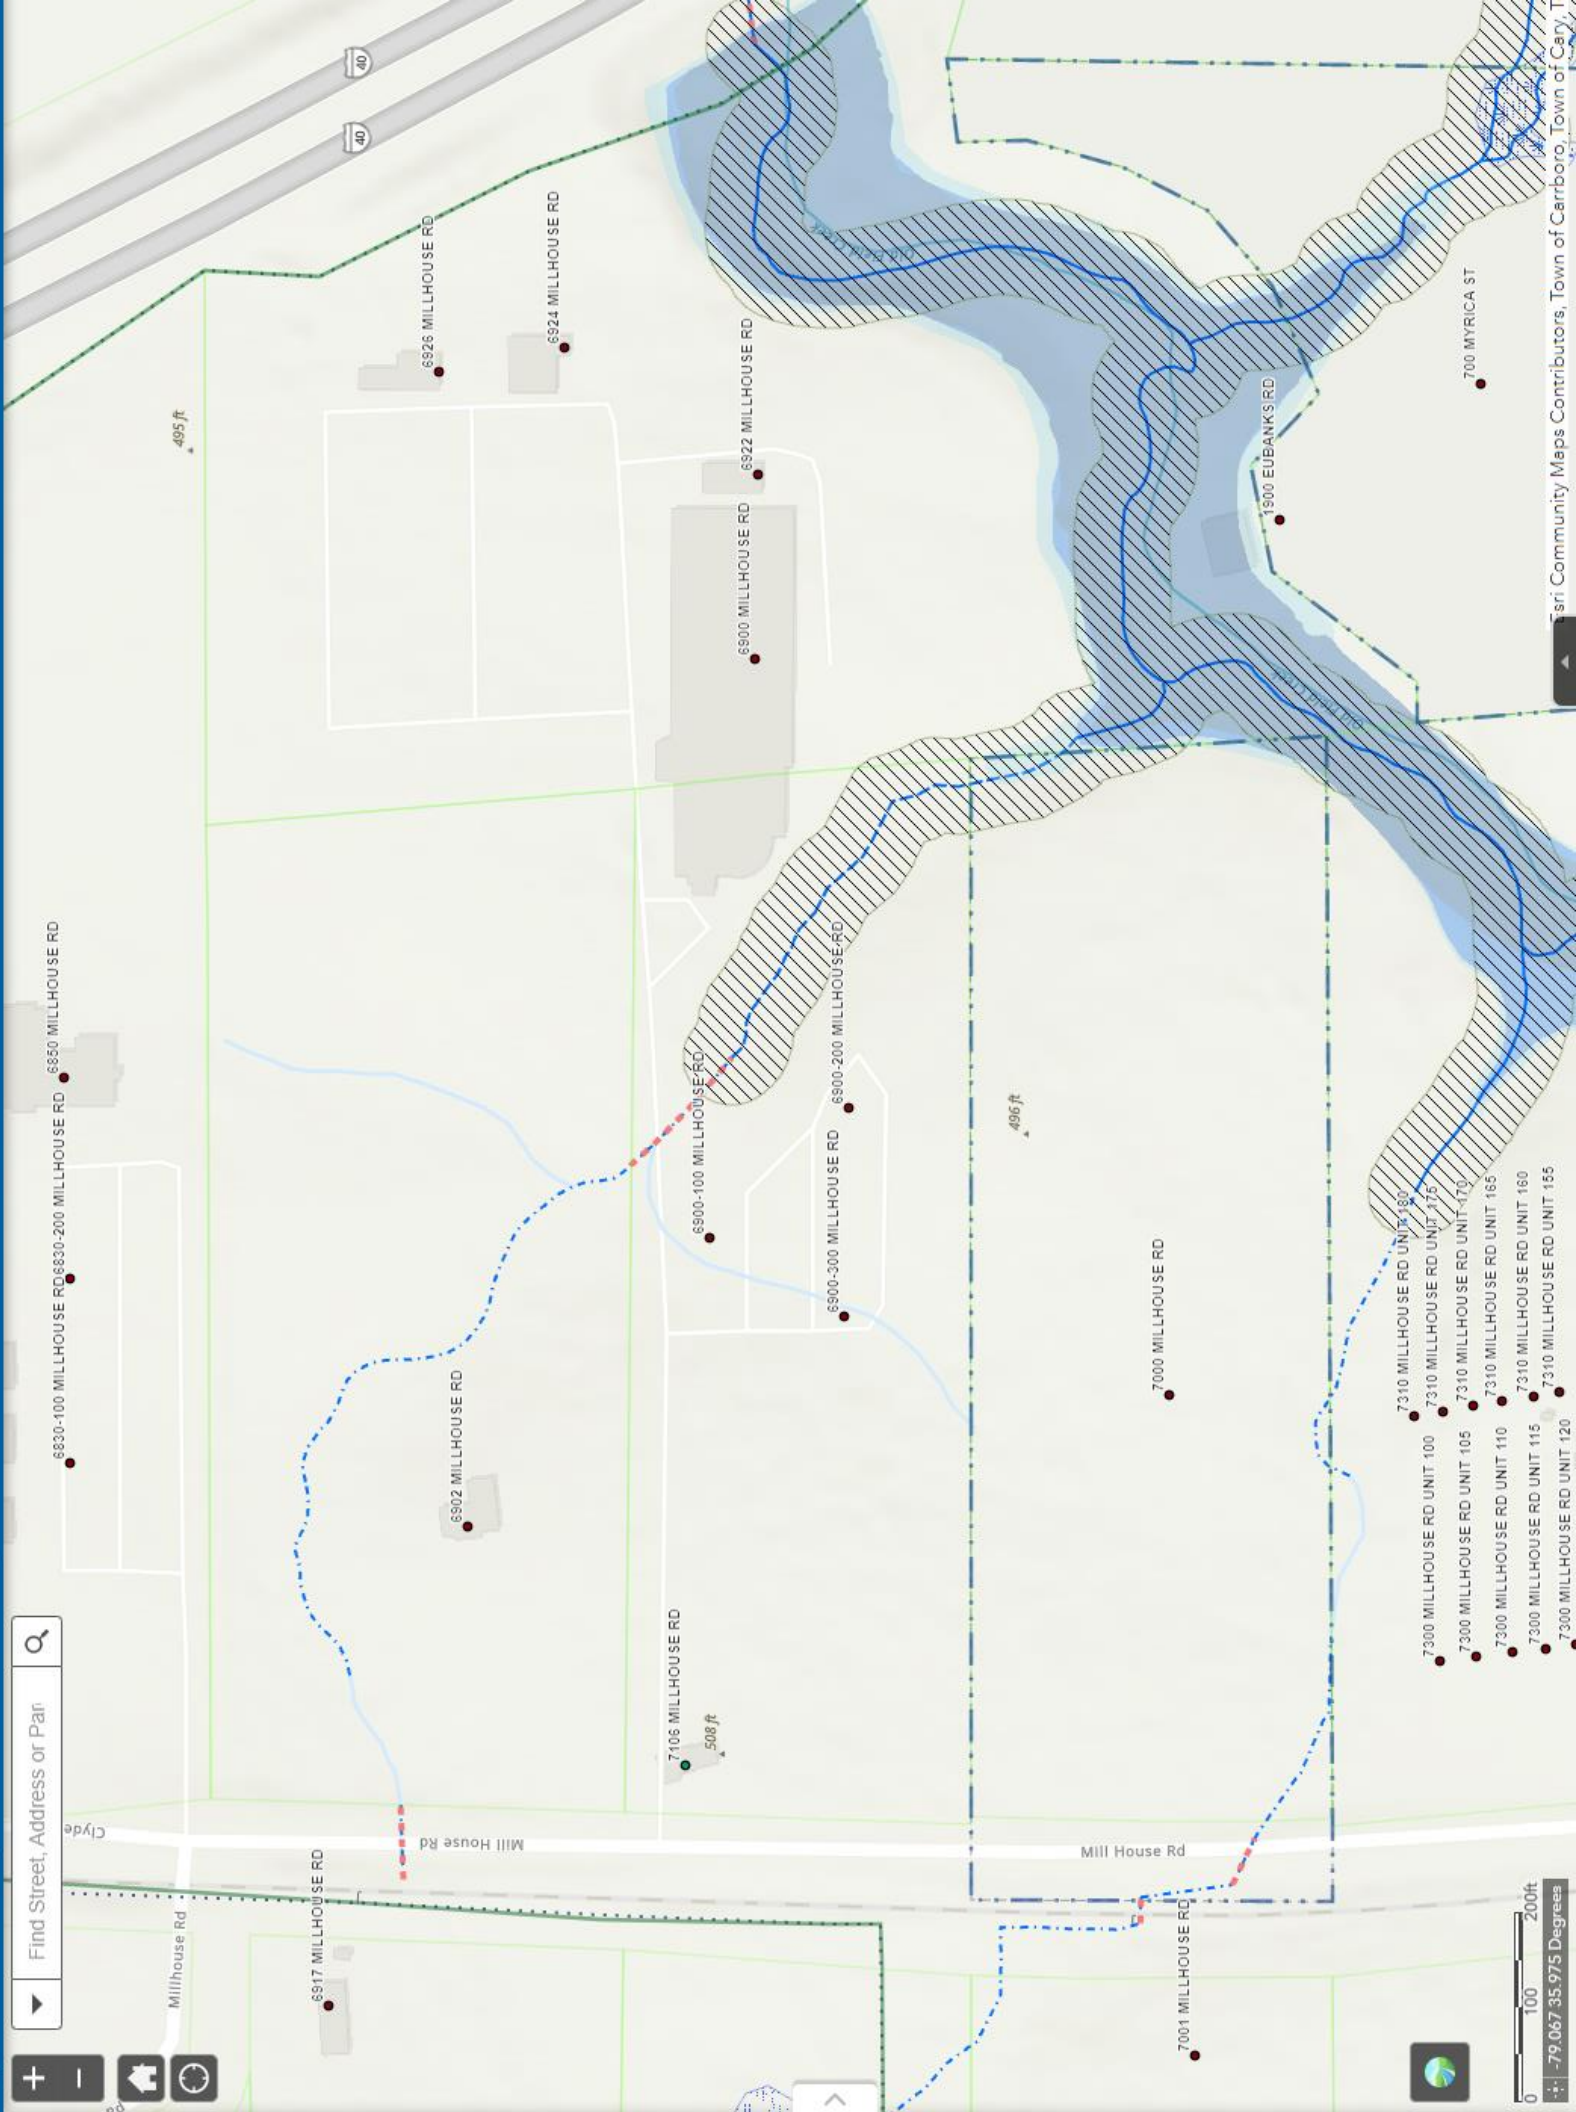 Find Street, Address or Par
Clyde
Millhouse Rd
Rd
6830-100 MILLHOUSE RD
6830-200 MILLHOUSE RD
6850 MILLHOUSE RD
495 ft
40
40
6917 MILLHOUSE RD
Mill House Rd
6902 MILLHOUSE RD
6926 MILLHOUSE RD
6924 MILLHOUSE RD
6922 MILLHOUSE RD
6900 MILLHOUSE RD
7106 MILLHOUSE RD
508 ft
6900-100 MILLHOUSE RD
6900-200 MILLHOUSE RD
6900-300 MILLHOUSE RD
Old Field Creek
496 ft
Mill House Rd
7000 MILLHOUSE RD
7001 MILLHOUSE RD
1900 EUBANKS RD
Old Field Creek
700 MYRICA ST
7310 MILLHOUSE RD UNIT 180
7310 MILLHOUSE RD UNIT 175
7310 MILLHOUSE RD UNIT 170
7310 MILLHOUSE RD UNIT 165
7310 MILLHOUSE RD UNIT 160
7310 MILLHOUSE RD UNIT 155
7300 MILLHOUSE RD UNIT 100
7300 MILLHOUSE RD UNIT 105
7300 MILLHOUSE RD UNIT 110
7300 MILLHOUSE RD UNIT 115
7300 MILLHOUSE RD UNIT 120
0 100 200ft
-79.067 35.975 Degrees
Esri Community Maps Contributors, Town of Carrboro, Town of Cary, T